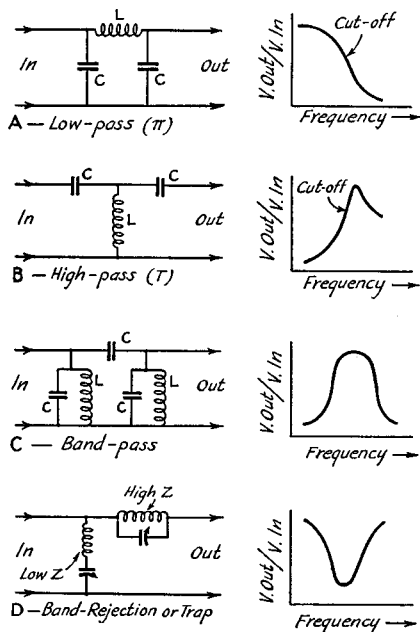 L
In
C
C
Out
A — Low-pass (π)
V.Out/V.In
Cut-off
Frequency
C
C
In
L
Out
B — High-pass (T)
V.Out/V.In
Cut-off
Frequency
C
In
C
L
C
L
Out
C — Band-pass
V.Out/V.In
Frequency
High Z
In
Out
Low Z
D — Band-Rejection or Trap
V.Out/V.In
Frequency